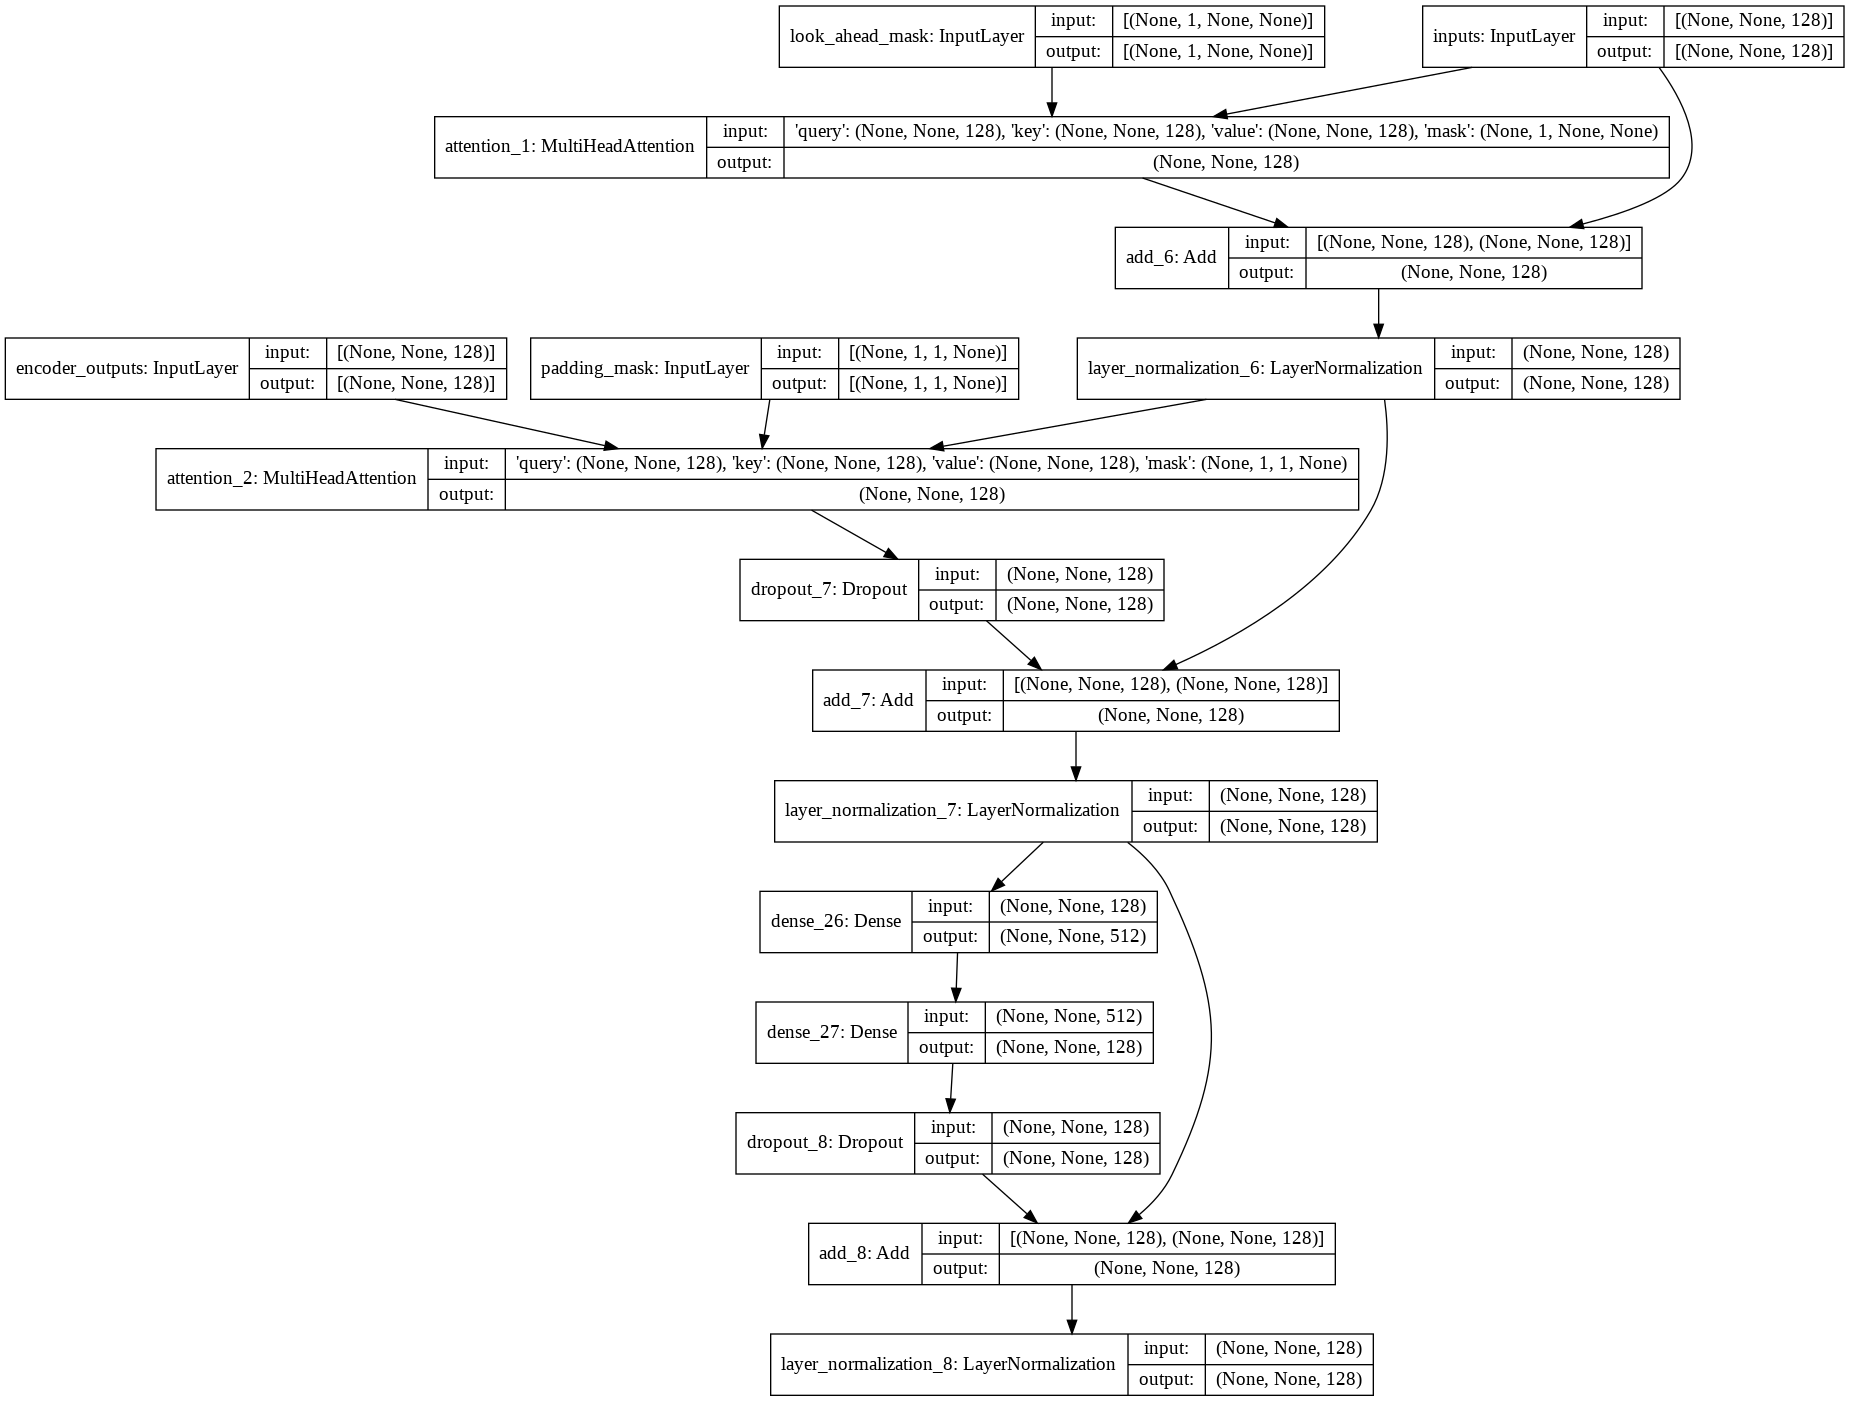 look_ahead_mask: InputLayer
input: [(None, 1, None, None)]
output: [(None, 1, None, None)]
inputs: InputLayer
input: [(None, None, 128)]
output: [(None, None, 128)]
attention_1: MultiHeadAttention
input: 'query': (None, None, 128), 'key': (None, None, 128), 'value': (None, None, 128), 'mask': (None, 1, None, None)
output: (None, None, 128)
add_6: Add
input: [(None, None, 128), (None, None, 128)]
output: (None, None, 128)
encoder_outputs: InputLayer
input: [(None, None, 128)]
output: [(None, None, 128)]
padding_mask: InputLayer
input: [(None, 1, 1, None)]
output: [(None, 1, 1, None)]
layer_normalization_6: LayerNormalization
input: (None, None, 128)
output: (None, None, 128)
attention_2: MultiHeadAttention
input: 'query': (None, None, 128), 'key': (None, None, 128), 'value': (None, None, 128), 'mask': (None, 1, 1, None)
output: (None, None, 128)
dropout_7: Dropout
input: (None, None, 128)
output: (None, None, 128)
add_7: Add
input: [(None, None, 128), (None, None, 128)]
output: (None, None, 128)
layer_normalization_7: LayerNormalization
input: (None, None, 128)
output: (None, None, 128)
dense_26: Dense
input: (None, None, 128)
output: (None, None, 512)
dense_27: Dense
input: (None, None, 512)
output: (None, None, 128)
dropout_8: Dropout
input: (None, None, 128)
output: (None, None, 128)
add_8: Add
input: [(None, None, 128), (None, None, 128)]
output: (None, None, 128)
layer_normalization_8: LayerNormalization
input: (None, None, 128)
output: (None, None, 128)